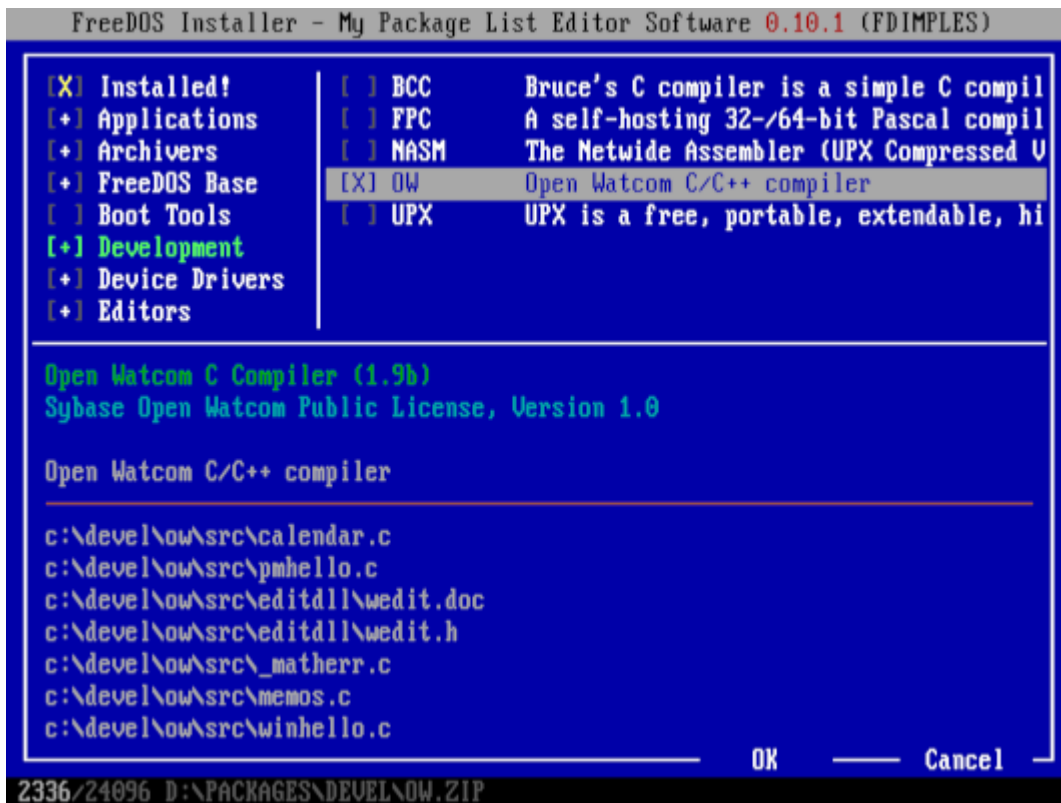 FreeDOS Installer - My Package List Editor Software 0.10.1 (FDIMPLES)
[X] Installed!
[+] Applications
[+] Archivers
[+] FreeDOS Base
[ ] Boot Tools
[+] Development
[+] Device Drivers
[+] Editors
[ ] BCC Bruce's C compiler is a simple C compil
[ ] FPC A self-hosting 32-/64-bit Pascal compil
[ ] NASM The Netwide Assembler (UPX Compressed V
[X] OW Open Watcom C/C++ compiler
[ ] UPX UPX is a free, portable, extendable, hi
Open Watcom C Compiler (1.9b)
Sybase Open Watcom Public License, Version 1.0
Open Watcom C/C++ compiler
c:\devel\ow\src\calendar.c
c:\devel\ow\src\pmhello.c
c:\devel\ow\src\editdll\wedit.doc
c:\devel\ow\src\editdll\wedit.h
c:\devel\ow\src\_matherr.c
c:\devel\ow\src\memos.c
c:\devel\ow\src\winhello.c
OK Cancel
2336/24096 D:\PACKAGES\DEVEL\OW.ZIP